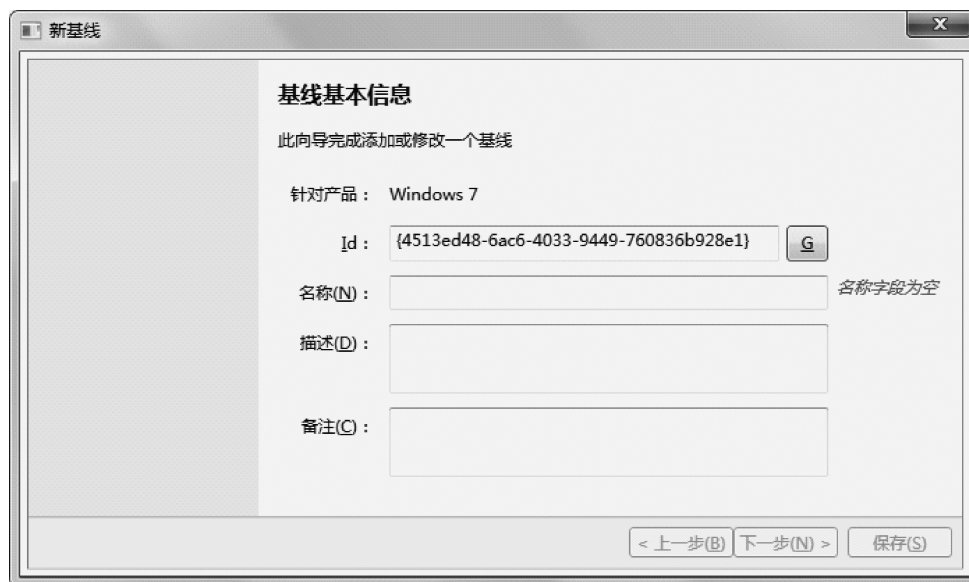 新基线
X
基线基本信息
此向导完成添加或修改一个基线
针对产品： Windows 7
Id： {4513ed48-6ac6-4033-9449-760836b928e1} G
名称(N)： 名称字段为空
描述(D)：
备注(C)：
< 上一步(B) 下一步(N) > 保存(S)